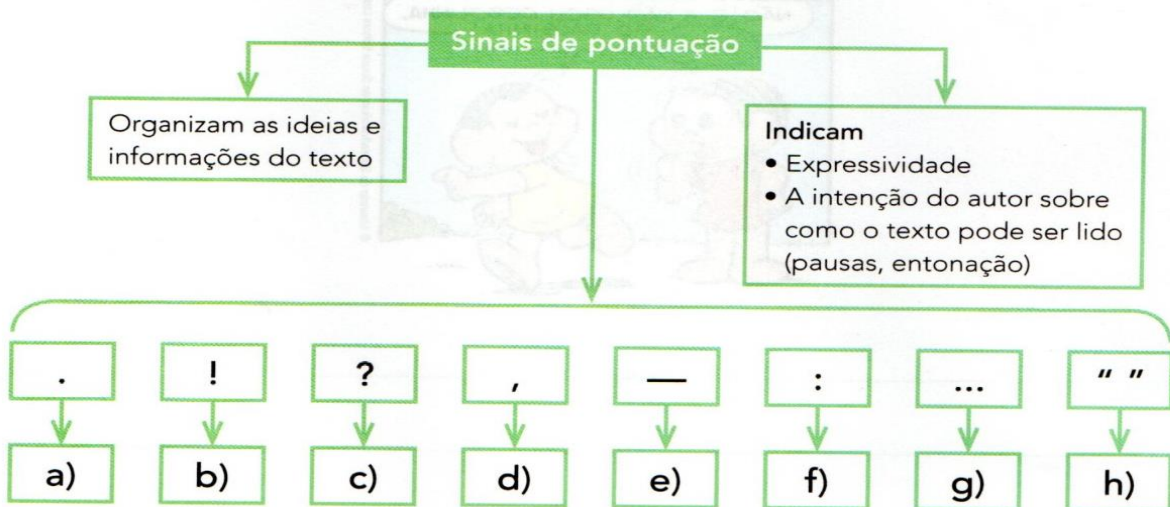 Sinais de pontuação
Organizam as ideias e
informações do texto
Indicam
• Expressividade
• A intenção do autor sobre
como o texto pode ser lido
(pausas, entonação)
. ! ? , — : ... " "
a) b) c) d) e) f) g) h)